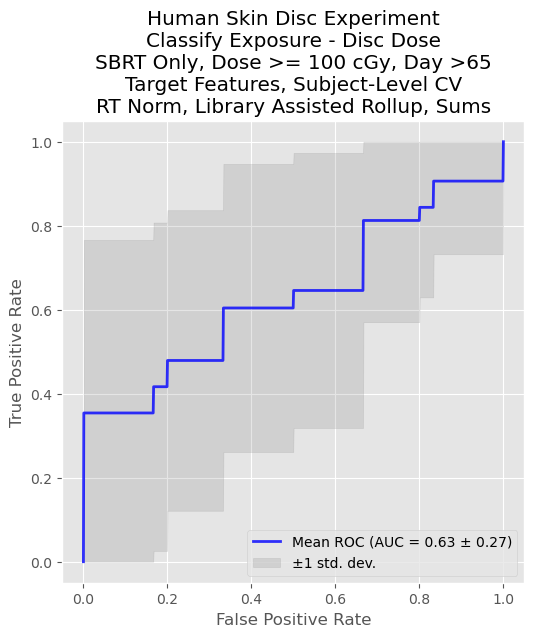 Human Skin Disc Experiment
Classify Exposure - Disc Dose
SBRT Only, Dose >= 100 cGy, Day >65
Target Features, Subject-Level CV
RT Norm, Library Assisted Rollup, Sums
1.0
0.8
0.6
0.4
0.2
0.0
True Positive Rate
Mean ROC (AUC = 0.63 ± 0.27)
±1 std. dev.
0.0 0.2 0.4 0.6 0.8 1.0
False Positive Rate